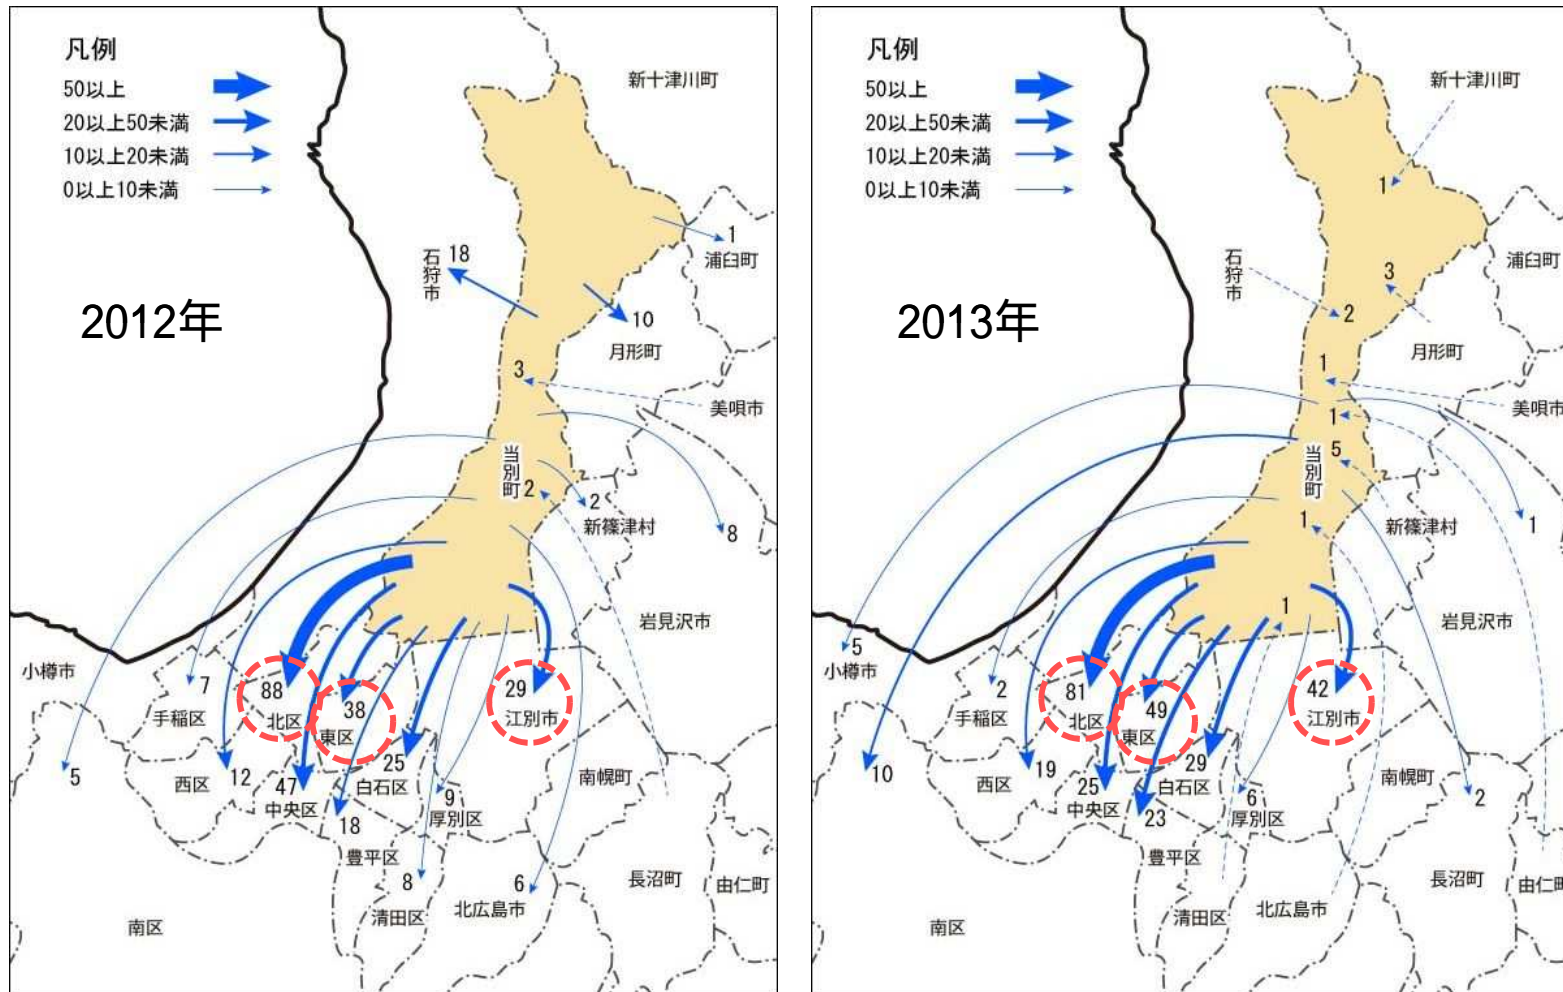 凡例
50以上
20以上50未満
10以上20未満
0以上10未満
新十津川町
1
浦臼町
18
石狩市
2012年
10
月形町
3
美唄市
当別町
2
2
新篠津村
8
岩見沢市
小樽市
7
手稲区
88
北区
38
東区
29
江別市
5
西区
12
47
中央区
25
白石区
9
厚別区
南幌町
18
豊平区
8
清田区
6
北広島市
長沼町
由仁町
南区
凡例
50以上
20以上50未満
10以上20未満
0以上10未満
新十津川町
1
浦臼町
石狩市
3
2013年
2
月形町
1
美唄市
1
当別町
5
1
新篠津村
1
1
岩見沢市
小樽市
5
2
手稲区
81
北区
49
東区
42
江別市
10
西区
19
25
中央区
29
白石区
6
厚別区
南幌町
2
23
豊平区
清田区
北広島市
長沼町
由仁町
南区